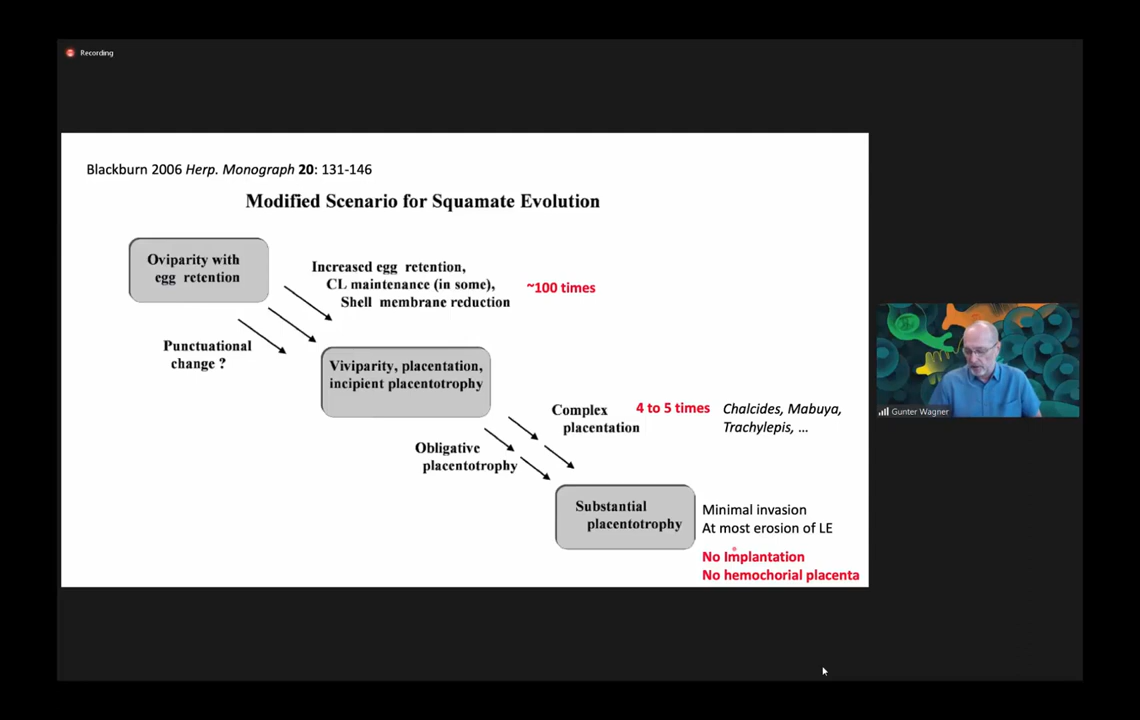 Recording
Blackburn 2006 Herp. Monograph 20: 131-146
Modified Scenario for Squamate Evolution
Oviparity with
egg retention
Increased egg retention,
CL maintenance (in some),
Shell membrane reduction
~100 times
Punctuational
change ?
Viviparity, placentation,
incipient placentotrophy
Complex
placentation
4 to 5 times
Chalcides, Mabuya,
Trachylepis, ...
Obligative
placentotrophy
Substantial
placentotrophy
Minimal invasion
At most erosion of LE
No Implantation
No hemochorial placenta
Gunter Wagner